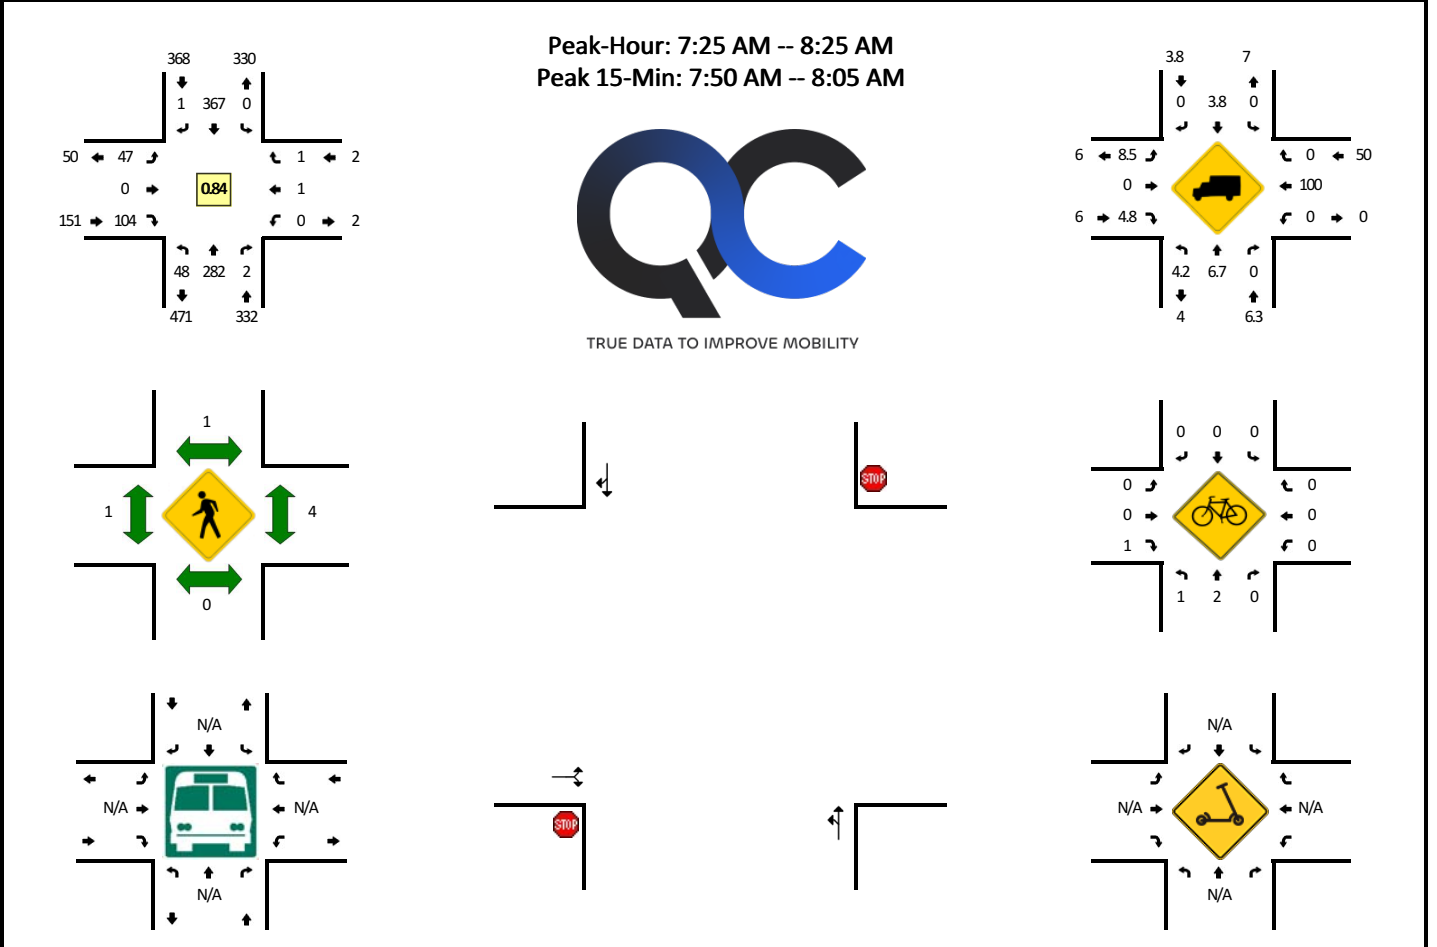 Peak-Hour: 7:25 AM -- 8:25 AM
Peak 15-Min: 7:50 AM -- 8:05 AM
368 330
1 367 0
50 47 1 2
0 0.84 1
151 104 0 2
48 282 2
471 332
TRUE DATA TO IMPROVE MOBILITY
3.8 7
0 3.8 0
6 8.5 0 50
0 100
6 4.8 0 0
4.2 6.7 0
4 6.3
1
1 4
0
STOP
STOP
0 0 0
0 0
0 0
1 0
1 2 0
N/A
N/A N/A
N/A
N/A
N/A N/A
N/A